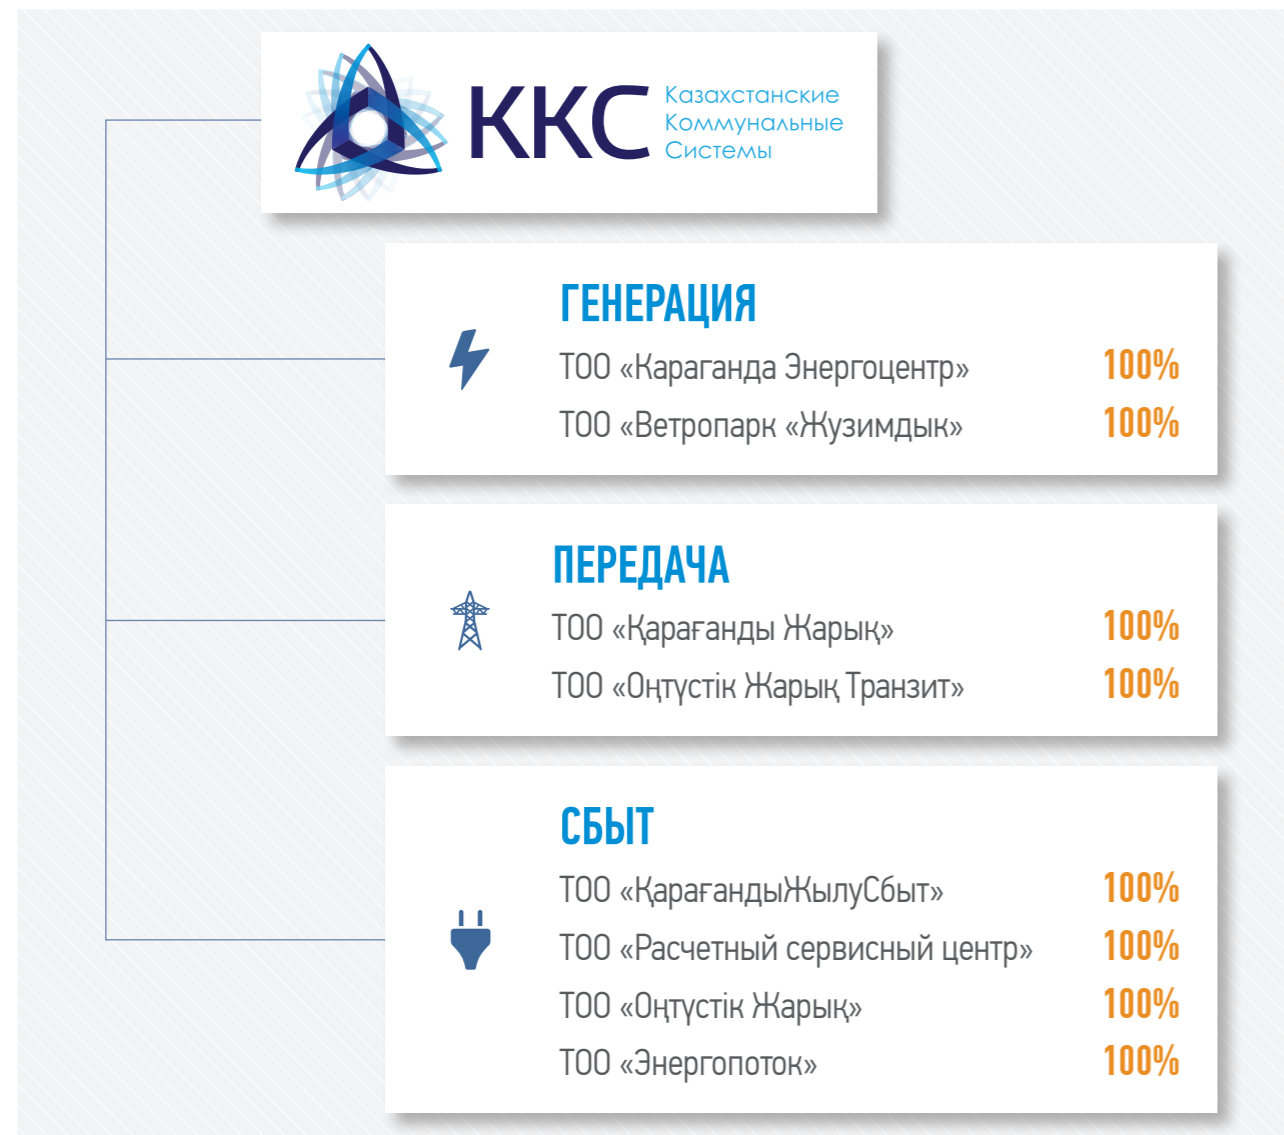 ККС
Казахстанские
Коммунальные
Системы
ГЕНЕРАЦИЯ
ТОО «Караганда Энергоцентр» 100%
ТОО «Ветропарк «Жузимдык» 100%
ПЕРЕДАЧА
ТОО «Қарағанды Жарық» 100%
ТОО «Оңтүстік Жарық Транзит» 100%
СБЫТ
ТОО «ҚарағандыЖылуСбыт» 100%
ТОО «Расчетный сервисный центр» 100%
ТОО «Оңтүстік Жарық» 100%
ТОО «Энергопоток» 100%